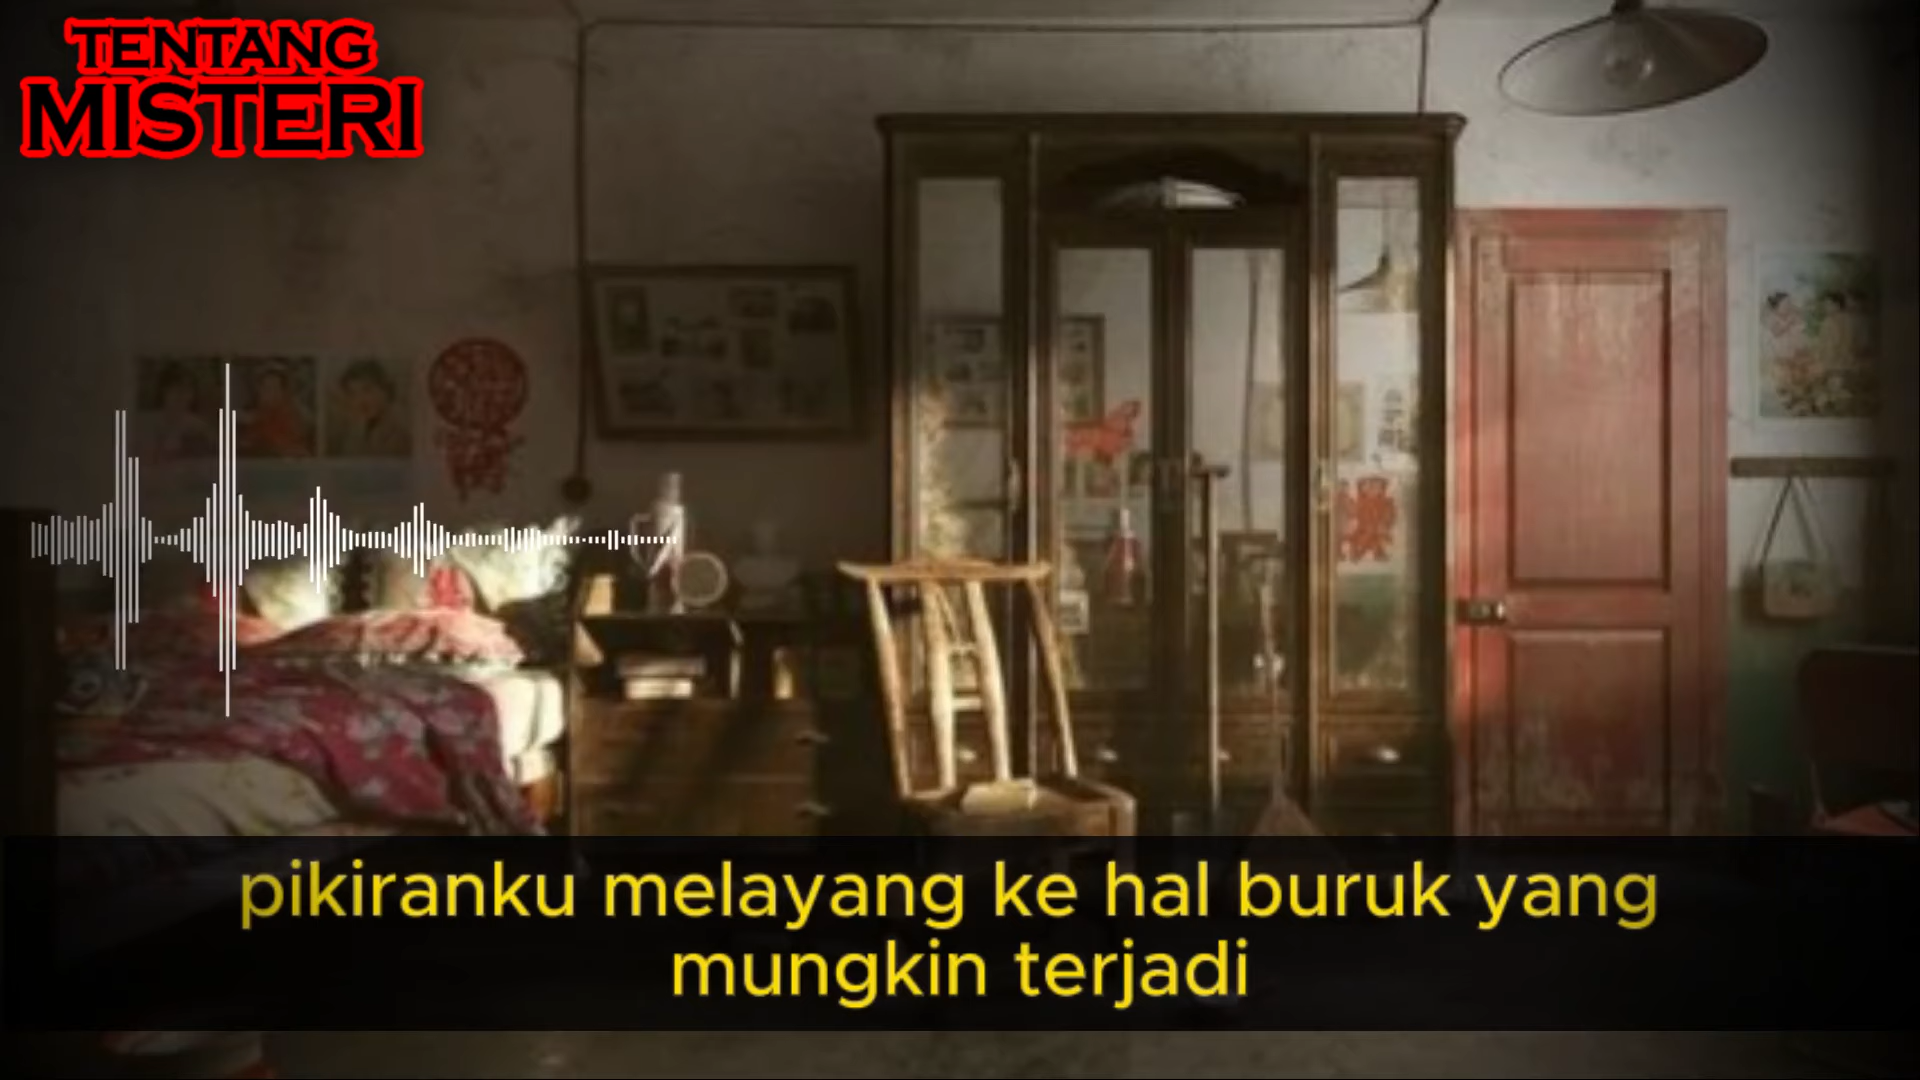 TENTANG
MISTERI
pikiranku melayang ke hal buruk yang
mungkin terjadi